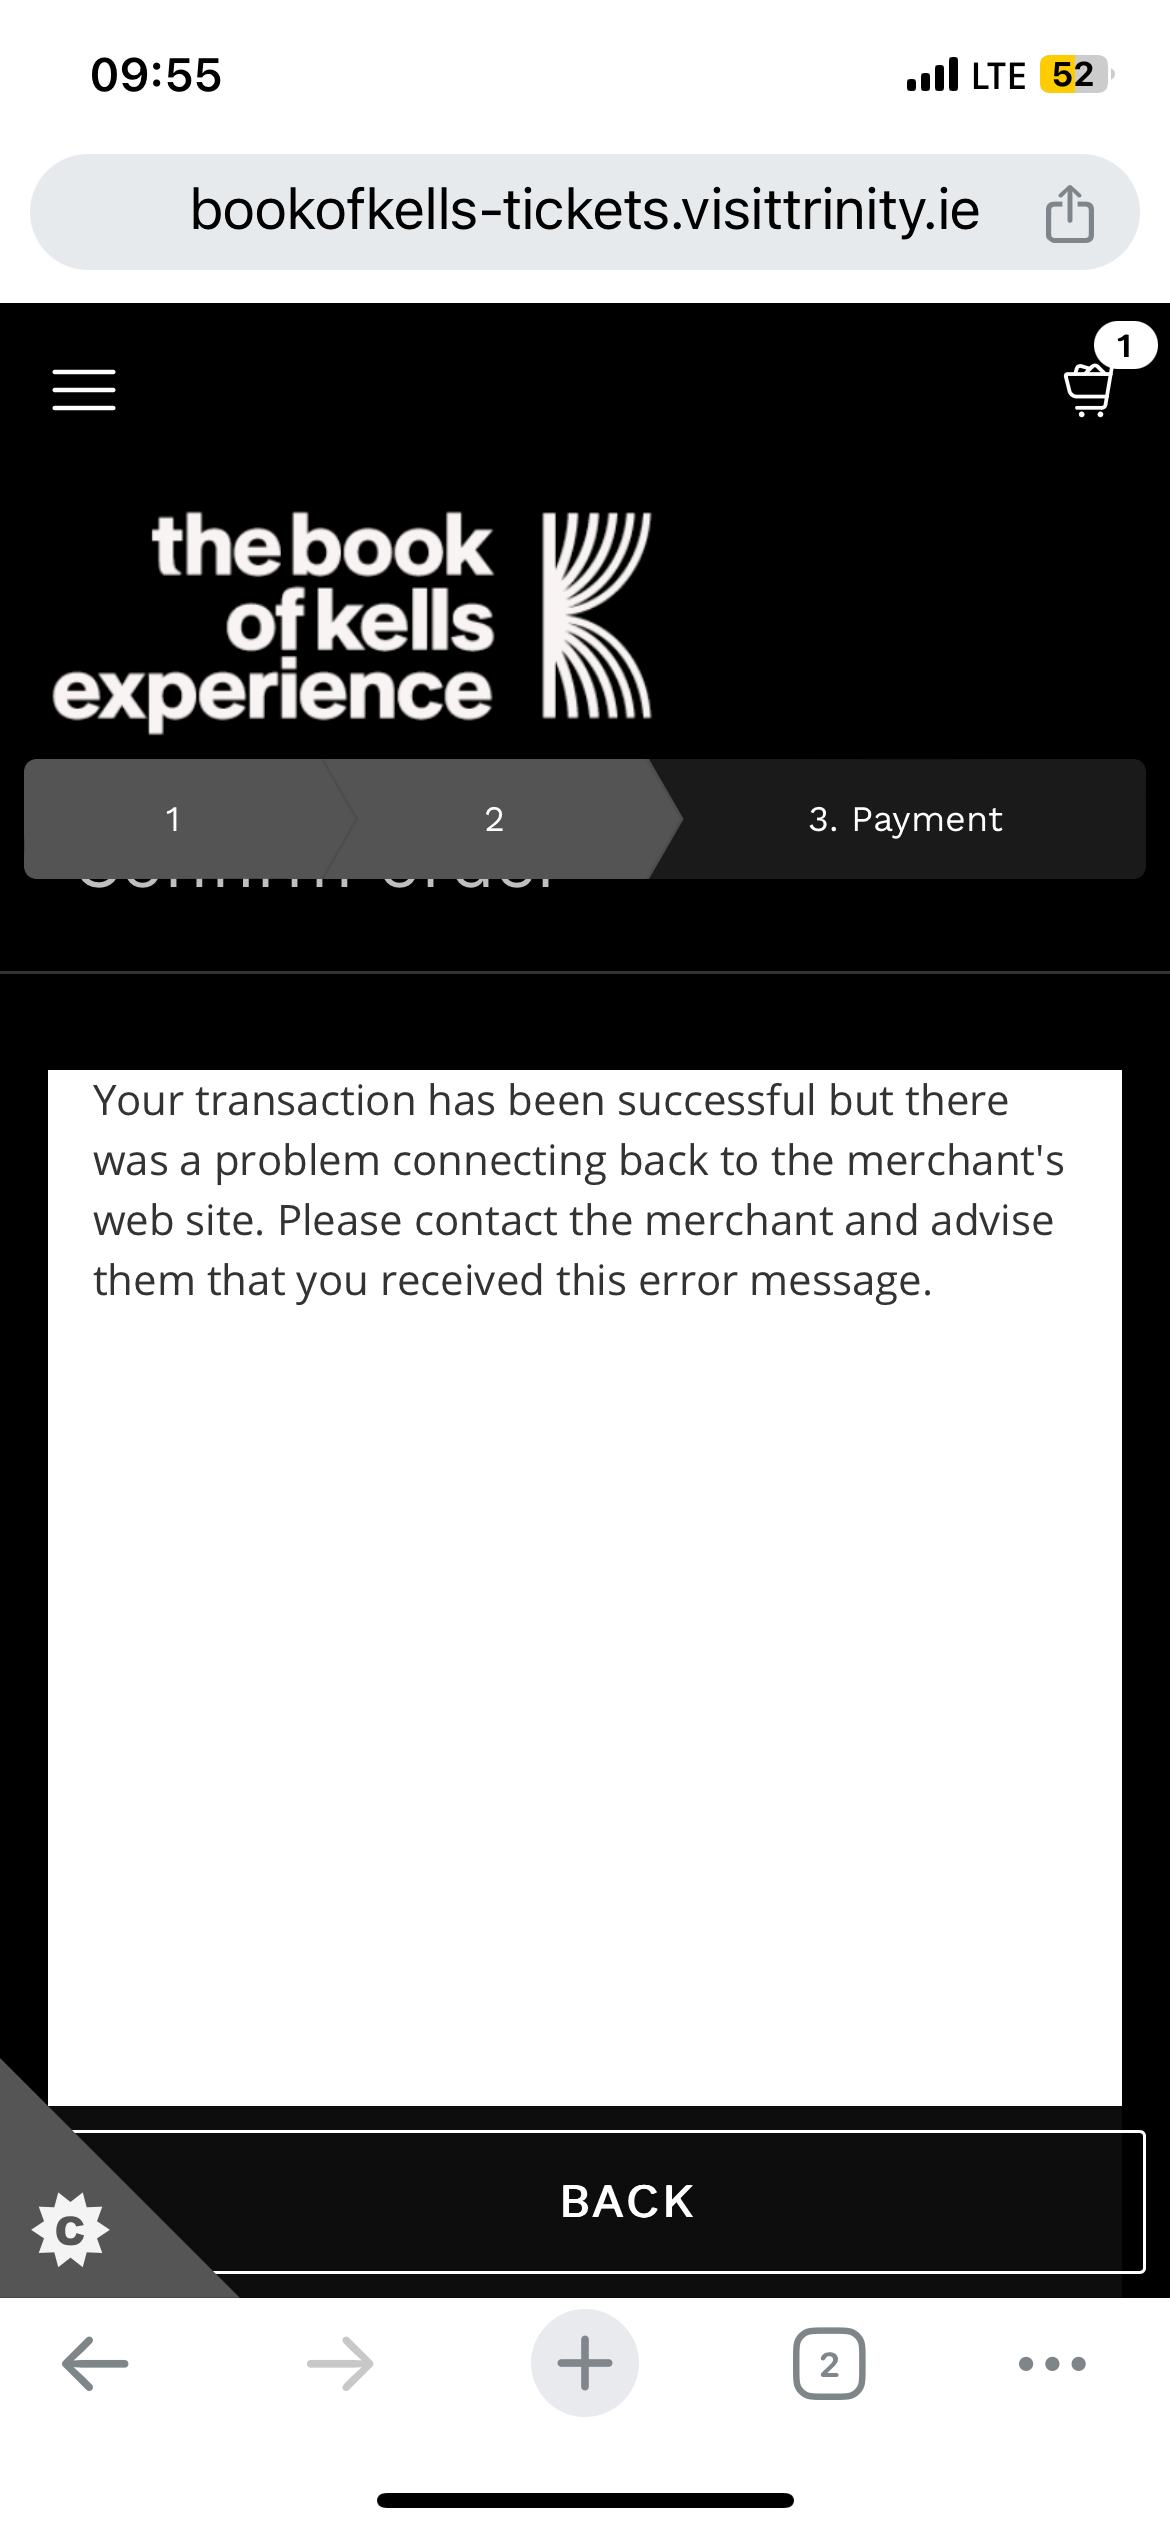 09:55
LTE 52
bookofkells-tickets.visittrinity.ie
1
the book
of kells
experience
K
1
2
3. Payment
Confirm order
Your transaction has been successful but there
was a problem connecting back to the merchant's
web site. Please contact the merchant and advise
them that you received this error message.
BACK
C
2